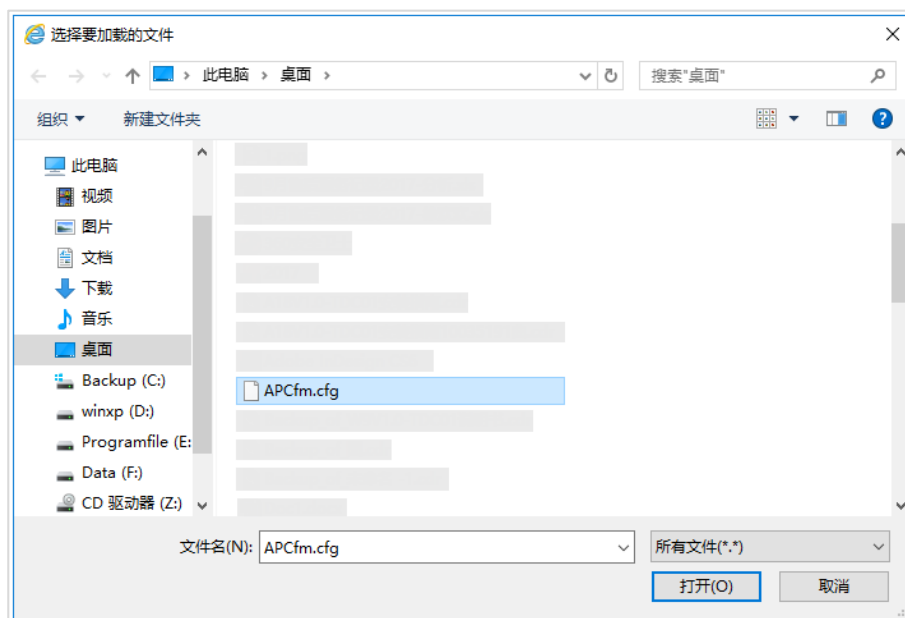 选择要加载的文件
此电脑 › 桌面 ›
搜索"桌面"
组织
新建文件夹
此电脑
视频
图片
文档
下载
音乐
桌面
Backup (C:)
winxp (D:)
Programfile (E:
Data (F:)
CD 驱动器 (Z:)
APCfm.cfg
文件名(N): APCfm.cfg
所有文件(*.*)
打开(O)
取消